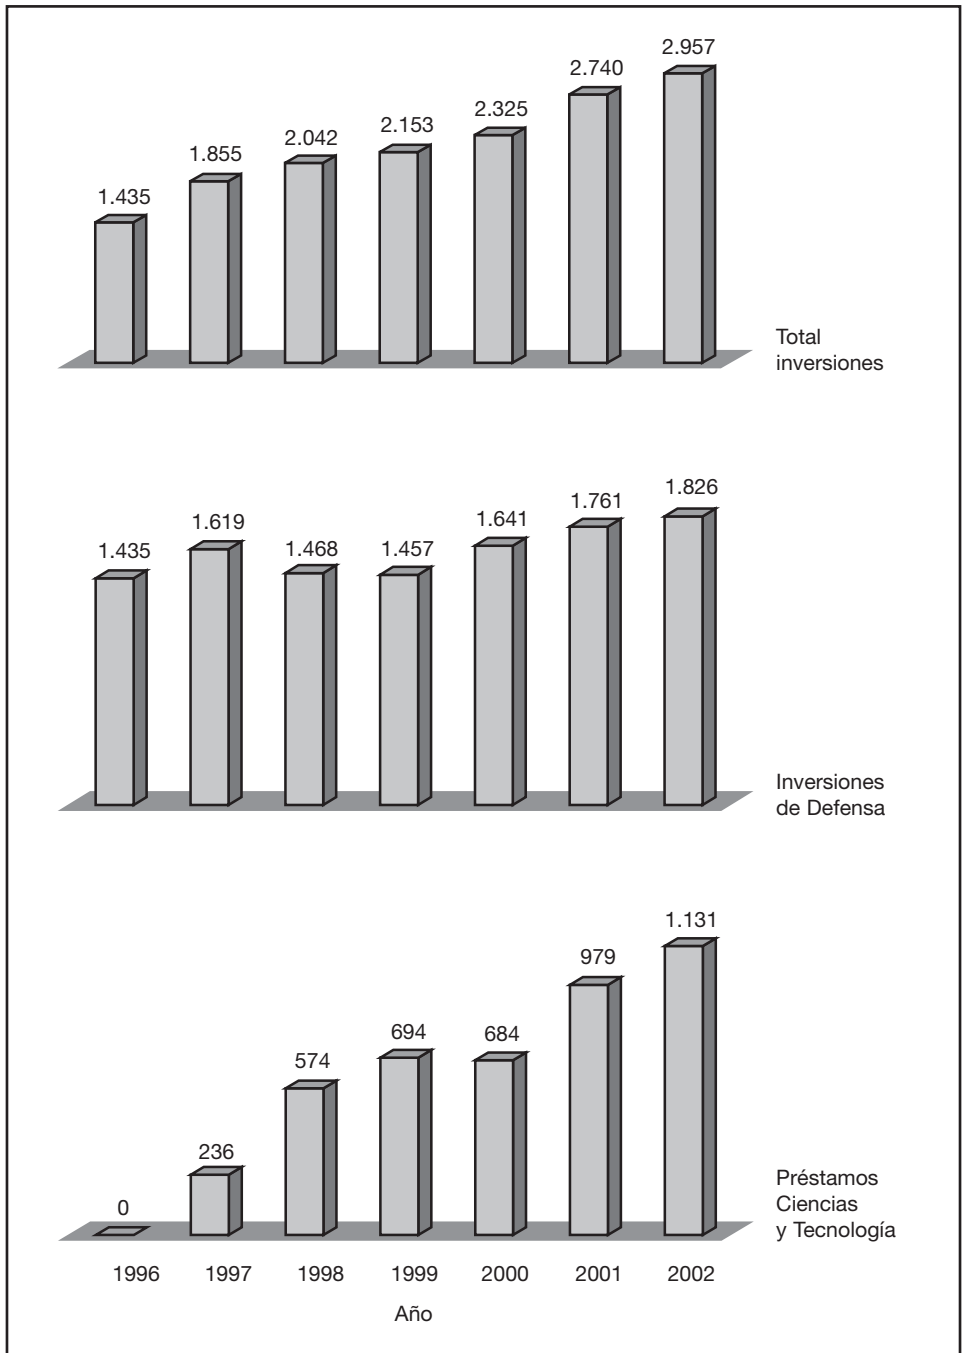 1.435
1.855
2.042
2.153
2.325
2.740
2.957
Total
inversiones
1.435
1.619
1.468
1.457
1.641
1.761
1.826
Inversiones
de Defensa
0
236
574
694
684
979
1.131
Préstamos
Ciencias
y Tecnología
1996 1997 1998 1999 2000 2001 2002
Año